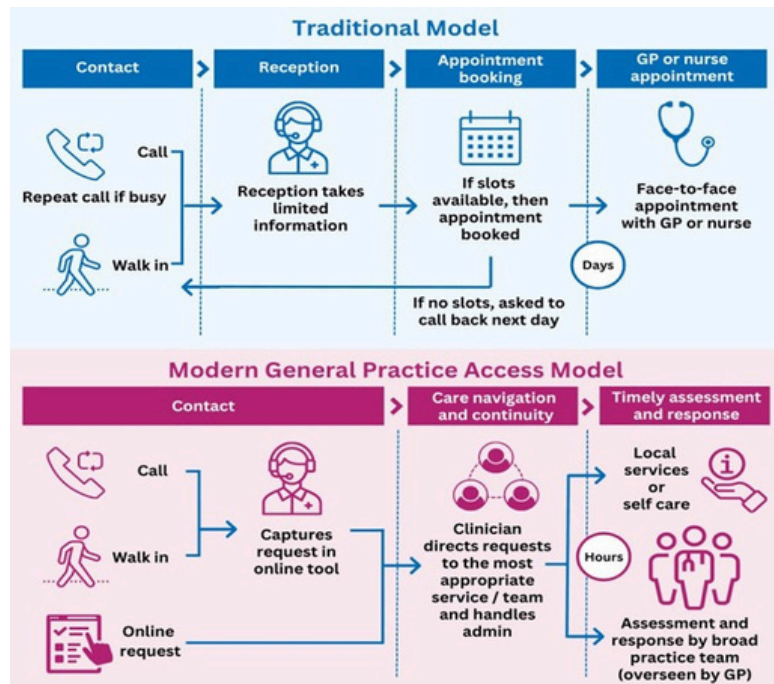 Traditional Model
Contact
Reception
Appointment
booking
GP or nurse
appointment
Call
Repeat call if busy
Walk in
Reception takes
limited
information
If slots
available, then
appointment
booked
If no slots, asked to
call back next day
Days
Face-to-face
appointment
with GP or nurse
Modern General Practice Access Model
Contact
Care navigation
and continuity
Timely assessment
and response
Call
Walk in
Online
request
Captures
request in
online tool
Clinician
directs requests
to the most
appropriate
service / team
and handles
admin
Hours
Local
services
or
self care
Assessment and
response by broad
practice team
(overseen by GP)